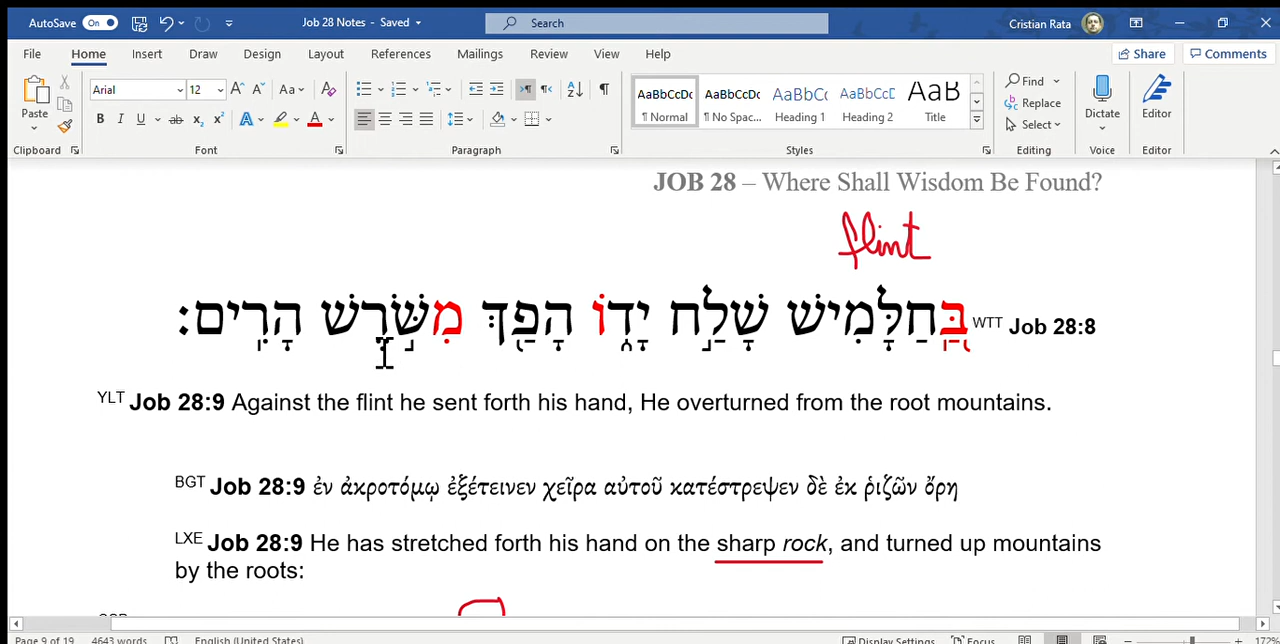 AutoSave On Job 28 Notes - Saved Search Cristian Rata
File Home Insert Draw Design Layout References Mailings Review View Help Share Comments
Paste Arial 12 Aa AaBbCcDc AaBbCcDc AaBbCc AaBbCcD AaB Find Replace Select Dictate Editor
¶ Normal ¶ No Spac... Heading 1 Heading 2 Title
Clipboard Font Paragraph Styles Editing Voice Editor
JOB 28 – Where Shall Wisdom Be Found?
flint
WTT Job 28:8 בַּֽ֭חַלָּמִישׁ שָׁלַ֣ח יָד֑וֹ הָפַ֖ךְ מִשֹּׁ֣רֶשׁ הָרִֽים׃
YLT Job 28:9 Against the flint he sent forth his hand, He overturned from the root mountains.
BGT Job 28:9 ἐν ἀκροτόμῳ ἐξέτεινεν χεῖρα αὐτοῦ κατέστρεψεν δὲ ἐκ ῥιζῶν ὄρη
LXE Job 28:9 He has stretched forth his hand on the sharp rock, and turned up mountains
by the roots:
Page 9 of 19 4643 words English (United States) Display Settings Focus 172%